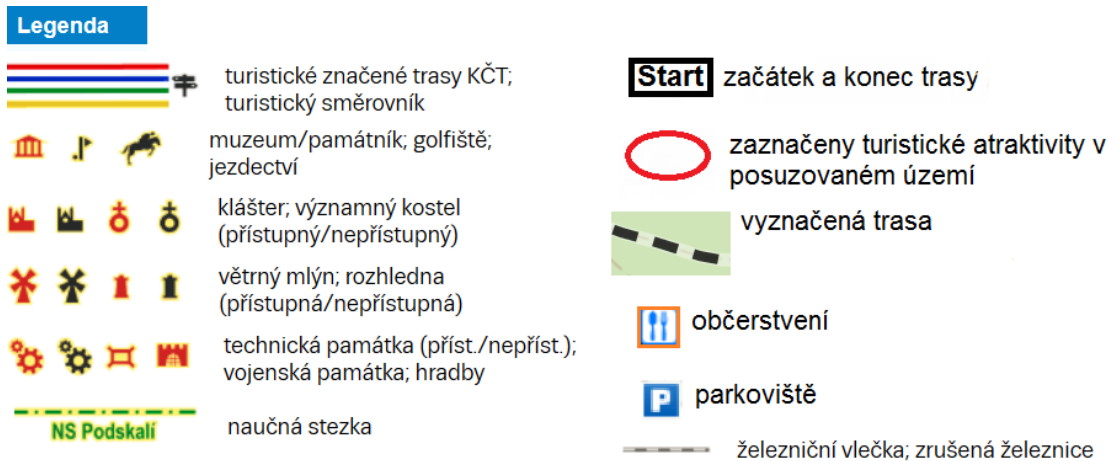 Legenda
turistické značené trasy KČT;
turistický směrovník
muzeum/památník; golfiště;
jezdectví
klášter; významný kostel
(přístupný/nepřístupný)
větrný mlýn; rozhledna
(přístupná/nepřístupná)
technická památka (příst./nepříst.);
vojenská památka; hradby
NS Podskalí
naučná stezka
Start
začátek a konec trasy
zaznačeny turistické atraktivity v
posuzovaném území
vyznačená trasa
občerstvení
P
parkoviště
železniční vlečka; zrušená železnice